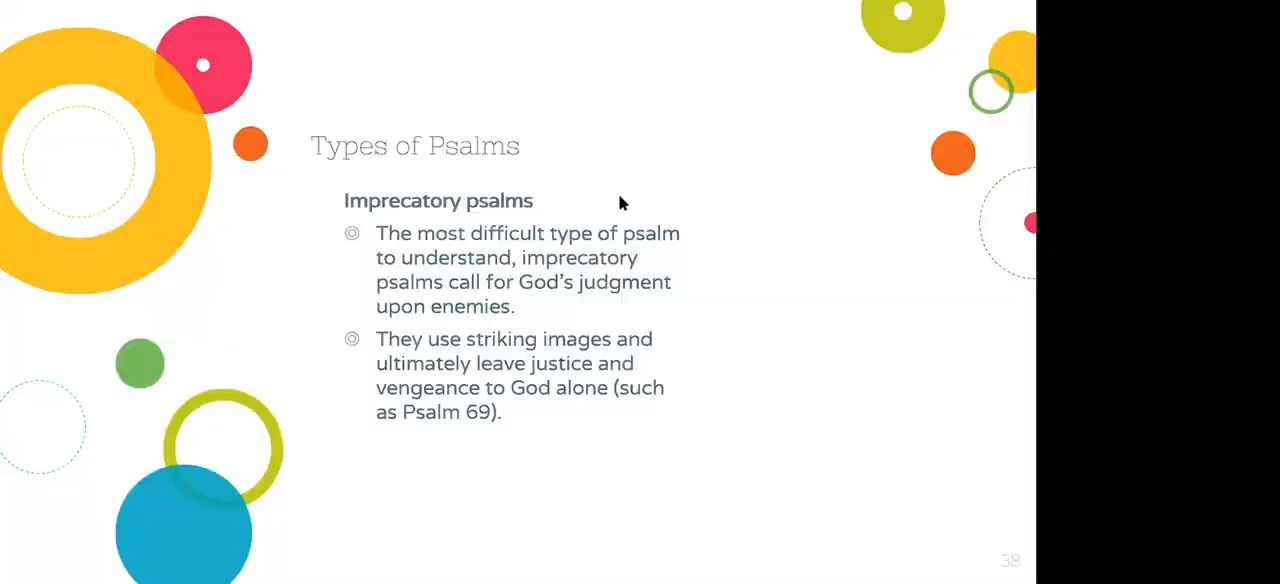 Types of Psalms
Imprecatory psalms
The most difficult type of psalm
to understand, imprecatory
psalms call for God's judgment
upon enemies.
They use striking images and
ultimately leave justice and
vengeance to God alone (such
as Psalm 69).
38